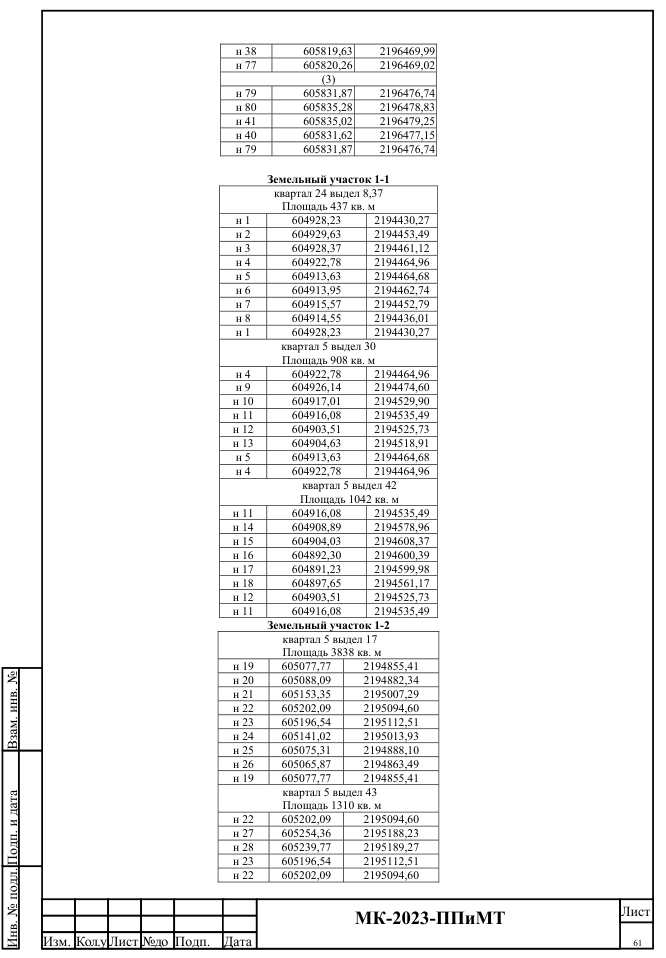 н 38 605819,63 2196469,99
н 77 605820,26 2196469,02
(3)
н 79 605831,87 2196476,74
н 80 605835,28 2196478,83
н 41 605835,02 2196479,25
н 40 605831,62 2196477,15
н 79 605831,87 2196476,74
Земельный участок 1-1
квартал 24 выдел 8,37
Площадь 437 кв. м
н 1 604928,23 2194430,27
н 2 604929,63 2194453,49
н 3 604928,37 2194461,12
н 4 604922,78 2194464,96
н 5 604913,63 2194464,68
н 6 604913,95 2194462,74
н 7 604915,57 2194452,79
н 8 604914,55 2194436,01
н 1 604928,23 2194430,27
квартал 5 выдел 30
Площадь 908 кв. м
н 4 604922,78 2194464,96
н 9 604926,14 2194474,60
н 10 604917,01 2194529,90
н 11 604916,08 2194535,49
н 12 604903,51 2194525,73
н 13 604904,63 2194518,91
н 5 604913,63 2194464,68
н 4 604922,78 2194464,96
квартал 5 выдел 42
Площадь 1042 кв. м
н 11 604916,08 2194535,49
н 14 604908,89 2194578,96
н 15 604904,03 2194608,37
н 16 604892,30 2194600,39
н 17 604891,23 2194599,98
н 18 604897,65 2194561,17
н 12 604903,51 2194525,73
н 11 604916,08 2194535,49
Земельный участок 1-2
квартал 5 выдел 17
Площадь 3838 кв. м
н 19 605077,77 2194855,41
н 20 605088,09 2194882,34
н 21 605153,35 2195007,29
н 22 605202,09 2195094,60
н 23 605196,54 2195112,51
н 24 605141,02 2195013,93
н 25 605075,31 2194888,10
н 26 605065,87 2194863,49
н 19 605077,77 2194855,41
квартал 5 выдел 43
Площадь 1310 кв. м
н 22 605202,09 2195094,60
н 27 605254,36 2195188,23
н 28 605239,77 2195189,27
н 23 605196,54 2195112,51
н 22 605202,09 2195094,60
Взам. инв. №
Подп. и дата
Инв. № подл.
Изм. Кол.у Лист №до Подп. Дата
МК-2023-ППиМТ
Лист
61